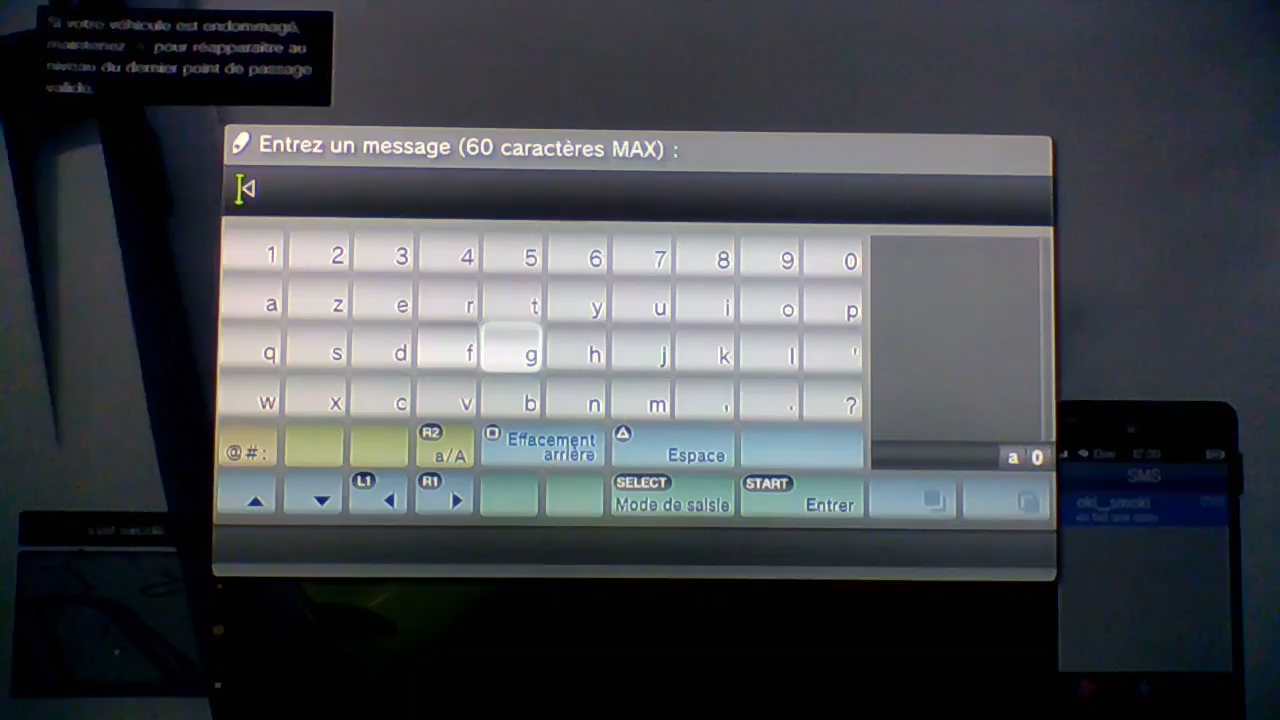 Si votre véhicule est endommagé,
maintenez pour réapparaître au
niveau du dernier point de passage
validé.
Entrez un message (60 caractères MAX) :
1 2 3 4 5 6 7 8 9 0
a z e r t y u i o p
q s d f g h j k l '
w x c v b n m , . ?
@#: R2 a/A Effacement arrière Espace
a 0
L1 R1 SELECT Mode de saisie START Entrer
SMS